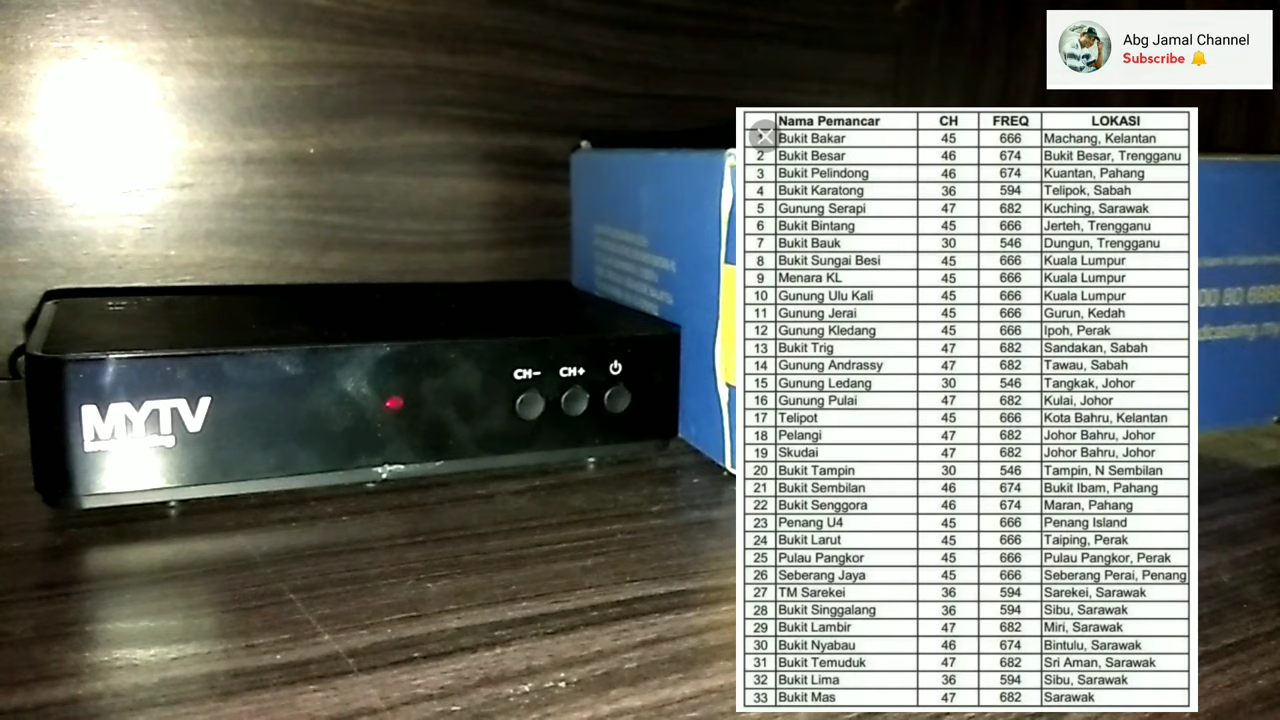 Abg Jamal Channel
Subscribe
Nama Pemancar CH FREQ LOKASI
1 Bukit Bakar 45 666 Machang, Kelantan
2 Bukit Besar 46 674 Bukit Besar, Trengganu
3 Bukit Pelindong 46 674 Kuantan, Pahang
4 Bukit Karatong 36 594 Telipok, Sabah
5 Gunung Serapi 47 682 Kuching, Sarawak
6 Bukit Bintang 45 666 Jerteh, Trengganu
7 Bukit Bauk 30 546 Dungun, Trengganu
8 Bukit Sungai Besi 45 666 Kuala Lumpur
9 Menara KL 45 666 Kuala Lumpur
10 Gunung Ulu Kali 45 666 Kuala Lumpur
11 Gunung Jerai 45 666 Gurun, Kedah
12 Gunung Kledang 45 666 Ipoh, Perak
13 Bukit Trig 47 682 Sandakan, Sabah
14 Gunung Andrassy 47 682 Tawau, Sabah
15 Gunung Ledang 30 546 Tangkak, Johor
16 Gunung Pulai 47 682 Kulai, Johor
17 Telipot 45 666 Kota Bahru, Kelantan
18 Pelangi 47 682 Johor Bahru, Johor
19 Skudai 47 682 Johor Bahru, Johor
20 Bukit Tampin 30 546 Tampin, N Sembilan
21 Bukit Sembilan 46 674 Bukit Ibam, Pahang
22 Bukit Senggora 46 674 Maran, Pahang
23 Penang U4 45 666 Penang Island
24 Bukit Larut 45 666 Taiping, Perak
25 Pulau Pangkor 45 666 Pulau Pangkor, Perak
26 Seberang Jaya 45 666 Seberang Perai, Penang
27 TM Sarekei 36 594 Sarekei, Sarawak
28 Bukit Singgalang 36 594 Sibu, Sarawak
29 Bukit Lambir 47 682 Miri, Sarawak
30 Bukit Nyabau 46 674 Bintulu, Sarawak
31 Bukit Temuduk 47 682 Sri Aman, Sarawak
32 Bukit Lima 36 594 Sibu, Sarawak
33 Bukit Mas 47 682 Sarawak
CH− CH+
MYTV